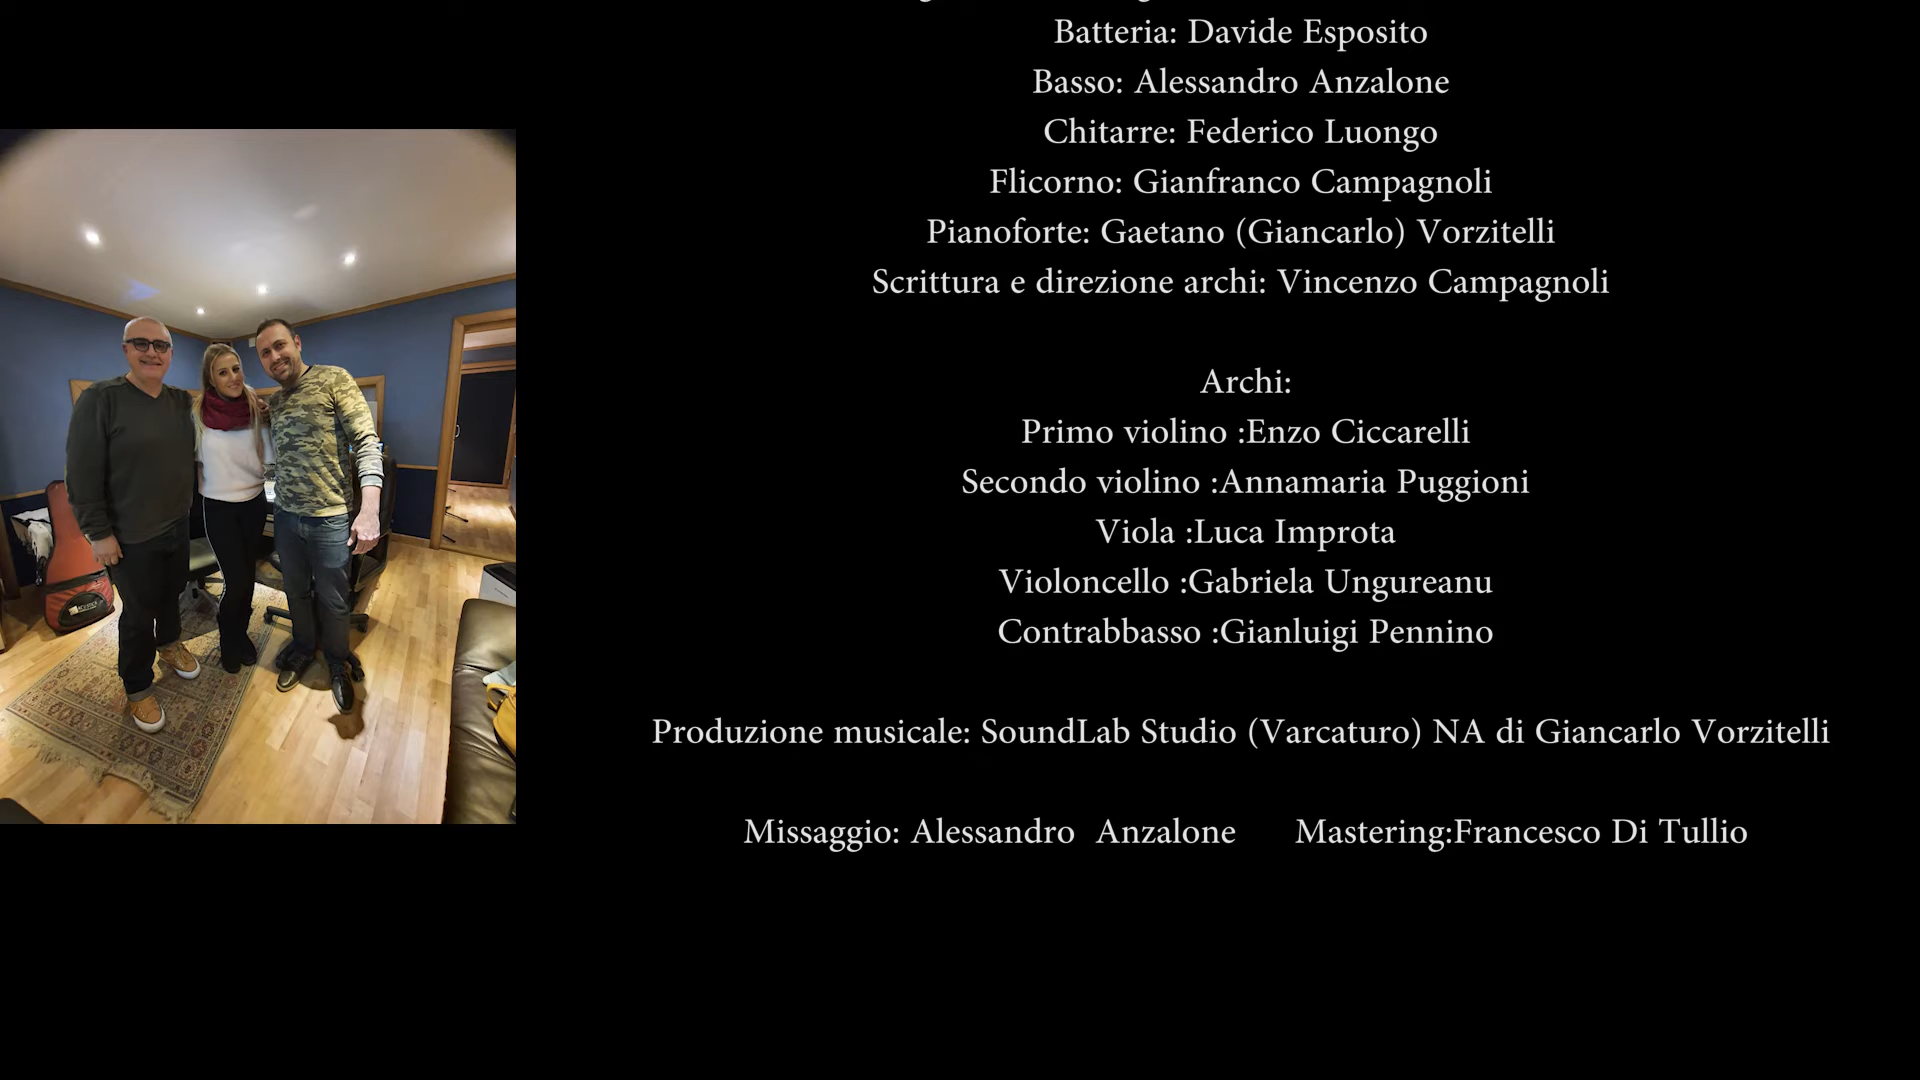 Batteria: Davide Esposito
Basso: Alessandro Anzalone
Chitarre: Federico Luongo
Flicorno: Gianfranco Campagnoli
Pianoforte: Gaetano (Giancarlo) Vorzitelli
Scrittura e direzione archi: Vincenzo Campagnoli
Archi:
Primo violino :Enzo Ciccarelli
Secondo violino :Annamaria Puggioni
Viola :Luca Improta
Violoncello :Gabriela Ungureanu
Contrabbasso :Gianluigi Pennino
Produzione musicale: SoundLab Studio (Varcaturo) NA di Giancarlo Vorzitelli
Missaggio: Alessandro Anzalone Mastering:Francesco Di Tullio